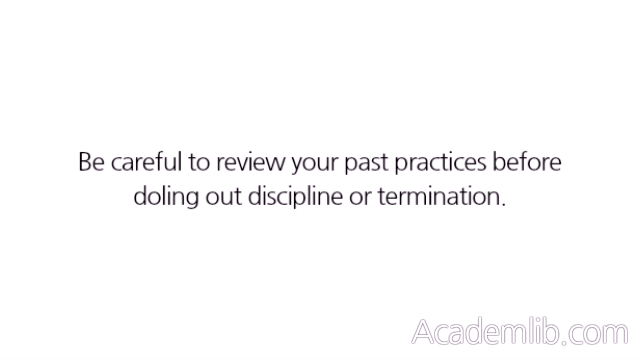 Be careful to review your past practices before
doling out discipline or termination.
Academlib.com